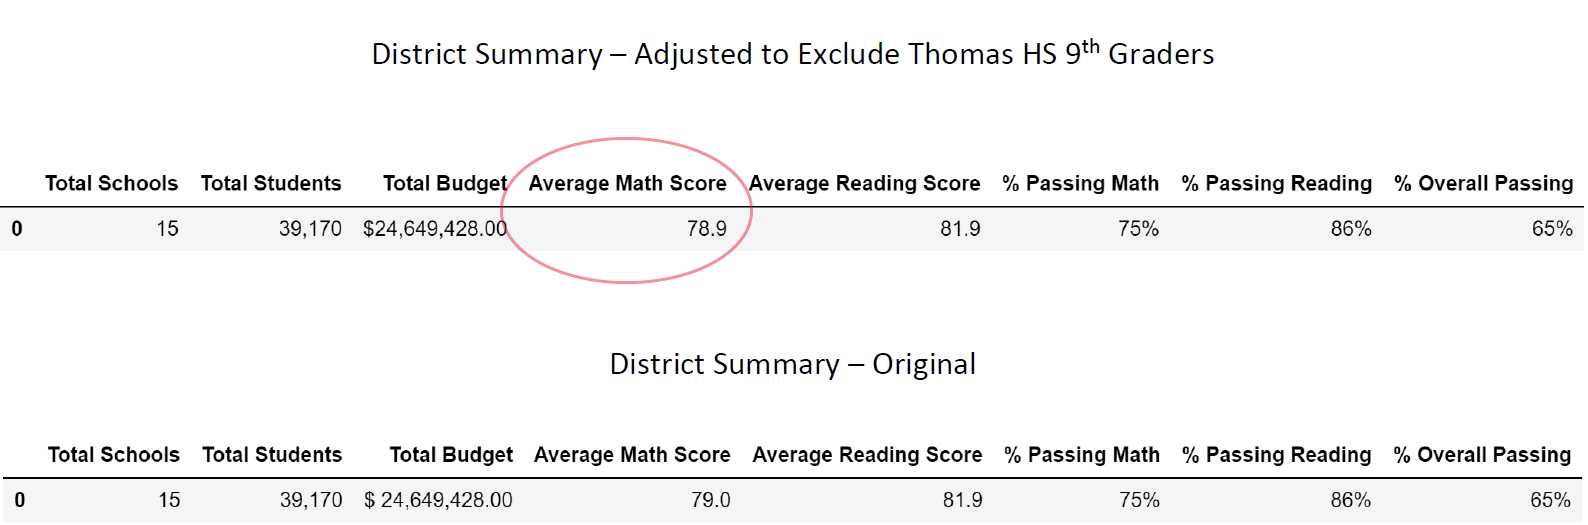 District Summary – Adjusted to Exclude Thomas HS 9th Graders
Total Schools Total Students Total Budget Average Math Score Average Reading Score % Passing Math % Passing Reading % Overall Passing
0 15 39,170 $24,649,428.00 78.9 81.9 75% 86% 65%
District Summary – Original
Total Schools Total Students Total Budget Average Math Score Average Reading Score % Passing Math % Passing Reading % Overall Passing
0 15 39,170 $ 24,649,428.00 79.0 81.9 75% 86% 65%